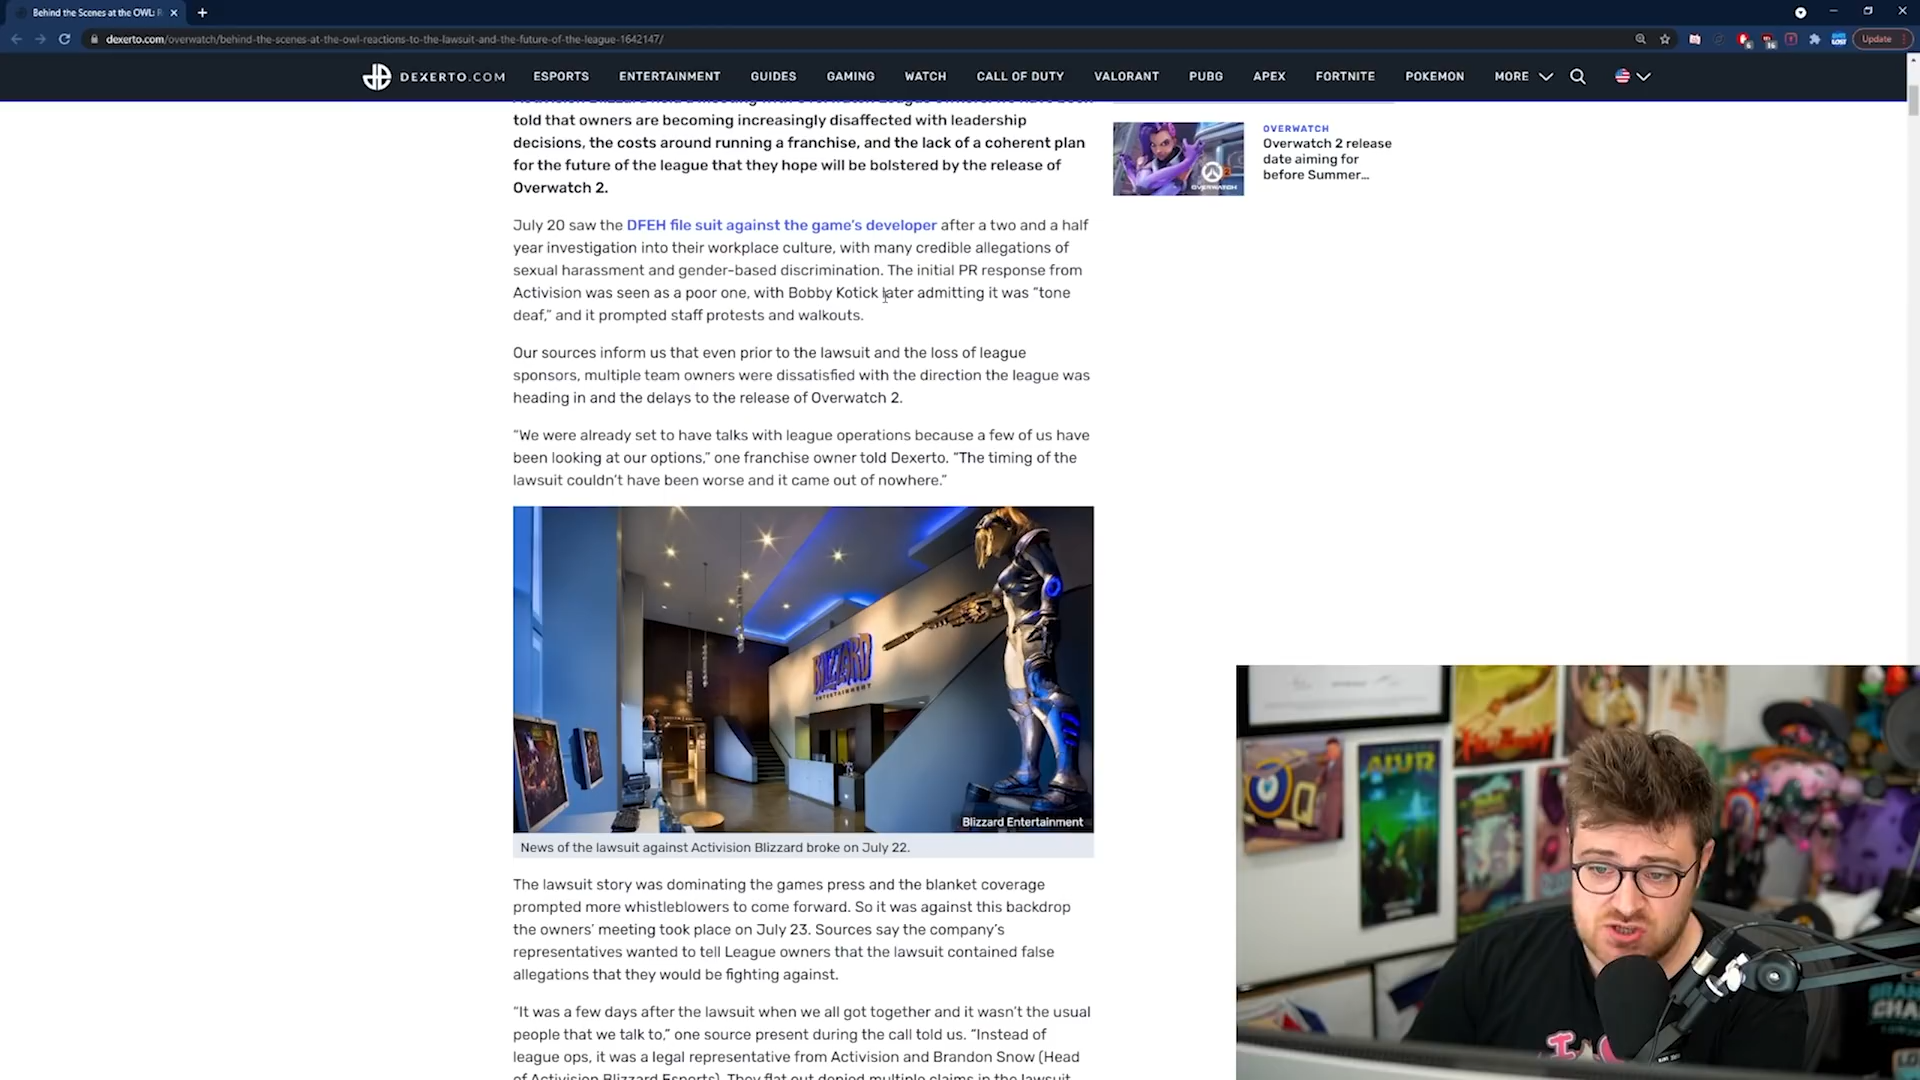 Behind the Scenes at the OWL: R
dexerto.com/overwatch/behind-the-scenes-at-the-owl-reactions-to-the-lawsuit-and-the-future-of-the-league-1642147/
Update
DEXERTO.COM
ESPORTS
ENTERTAINMENT
GUIDES
GAMING
WATCH
CALL OF DUTY
VALORANT
PUBG
APEX
FORTNITE
POKEMON
MORE
told that owners are becoming increasingly disaffected with leadership
decisions, the costs around running a franchise, and the lack of a coherent plan
for the future of the league that they hope will be bolstered by the release of
Overwatch 2.
OVERWATCH
OVERWATCH
Overwatch 2 release
date aiming for
before Summer...
July 20 saw the DFEH file suit against the game's developer after a two and a half
year investigation into their workplace culture, with many credible allegations of
sexual harassment and gender-based discrimination. The initial PR response from
Activision was seen as a poor one, with Bobby Kotick later admitting it was “tone
deaf,” and it prompted staff protests and walkouts.
Our sources inform us that even prior to the lawsuit and the loss of league
sponsors, multiple team owners were dissatisfied with the direction the league was
heading in and the delays to the release of Overwatch 2.
“We were already set to have talks with league operations because a few of us have
been looking at our options,” one franchise owner told Dexerto. “The timing of the
lawsuit couldn't have been worse and it came out of nowhere.”
BLIZZARD
ENTERTAINMENT
Blizzard Entertainment
News of the lawsuit against Activision Blizzard broke on July 22.
The lawsuit story was dominating the games press and the blanket coverage
prompted more whistleblowers to come forward. So it was against this backdrop
the owners' meeting took place on July 23. Sources say the company's
representatives wanted to tell League owners that the lawsuit contained false
allegations that they would be fighting against.
“It was a few days after the lawsuit when we all got together and it wasn't the usual
people that we talk to,” one source present during the call told us. “Instead of
league ops, it was a legal representative from Activision and Brandon Snow (Head
of Activision Blizzard Esports). They flat out denied multiple claims in the lawsuit